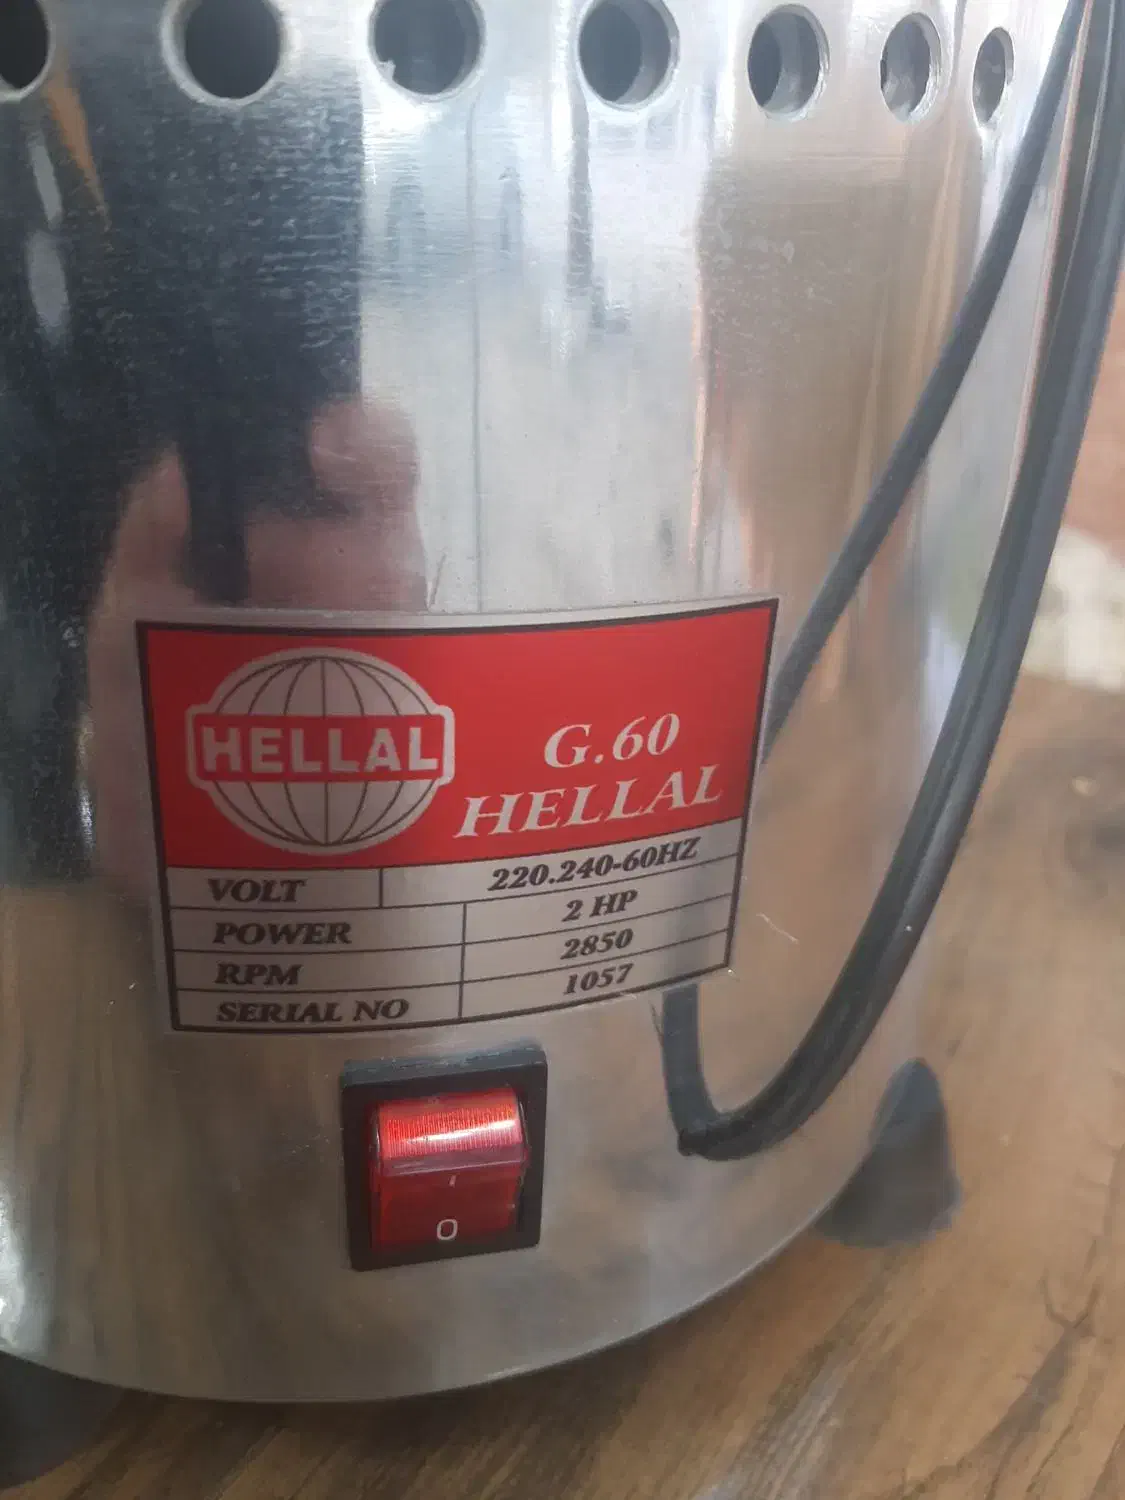 HELLAL
G.60
HELLAL
VOLT 220.240-60HZ
POWER 2 HP
RPM 2850
SERIAL NO 1057
O